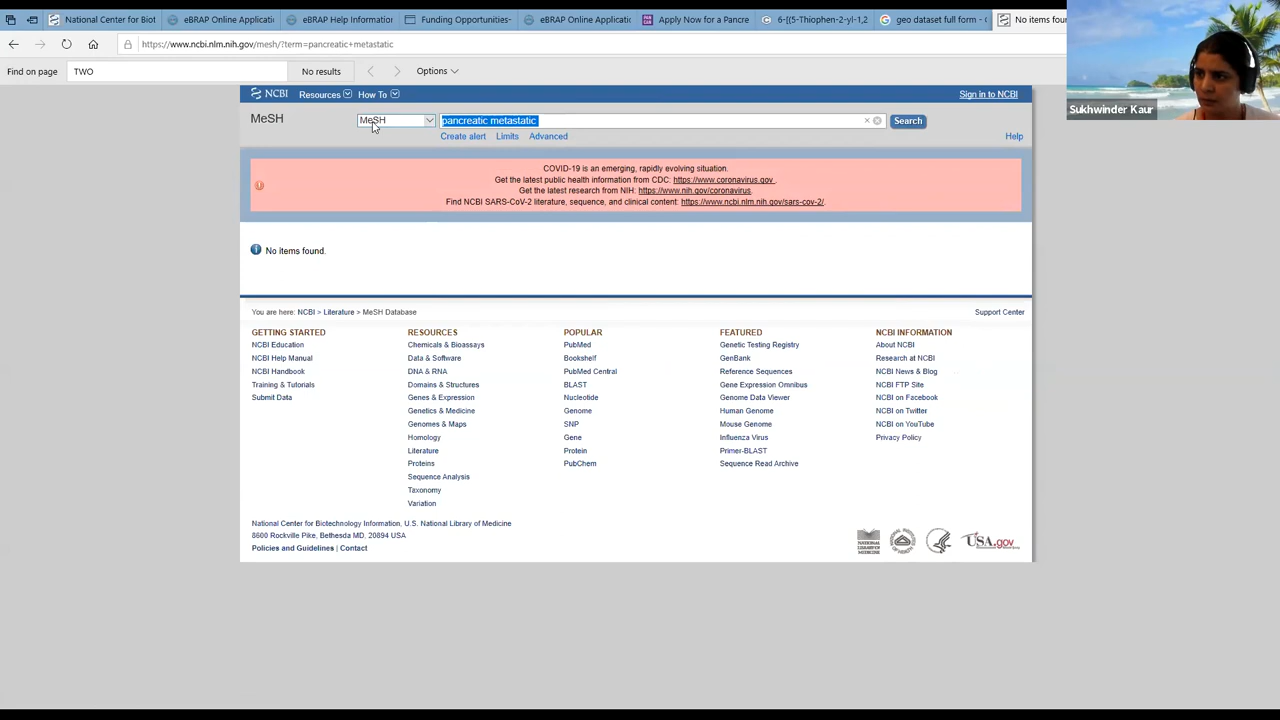 National Center for Biot
eBRAP Online Applicatio
eBRAP Help Information
Funding Opportunities-
eBRAP Online Applicatio
Apply Now for a Pancre
6-{(5-Thiophen-2-yl-1,2
geo dataset full form - G
No items found
https://www.ncbi.nlm.nih.gov/mesh/?term=pancreatic+metastatic
Find on page
TWO
No results
Options
Sukhwinder Kaur
NCBI
Resources
How To
Sign in to NCBI
MeSH
MeSH
pancreatic metastatic
Search
Create alert
Limits
Advanced
Help
COVID-19 is an emerging, rapidly evolving situation.
Get the latest public health information from CDC: https://www.coronavirus.gov .
Get the latest research from NIH: https://www.nih.gov/coronavirus.
Find NCBI SARS-CoV-2 literature, sequence, and clinical content: https://www.ncbi.nlm.nih.gov/sars-cov-2/.
No items found.
You are here: NCBI > Literature > MeSH Database
Support Center
GETTING STARTED
NCBI Education
NCBI Help Manual
NCBI Handbook
Training & Tutorials
Submit Data
RESOURCES
Chemicals & Bioassays
Data & Software
DNA & RNA
Domains & Structures
Genes & Expression
Genetics & Medicine
Genomes & Maps
Homology
Literature
Proteins
Sequence Analysis
Taxonomy
Variation
POPULAR
PubMed
Bookshelf
PubMed Central
BLAST
Nucleotide
Genome
SNP
Gene
Protein
PubChem
FEATURED
Genetic Testing Registry
GenBank
Reference Sequences
Gene Expression Omnibus
Genome Data Viewer
Human Genome
Mouse Genome
Influenza Virus
Primer-BLAST
Sequence Read Archive
NCBI INFORMATION
About NCBI
Research at NCBI
NCBI News & Blog
NCBI FTP Site
NCBI on Facebook
NCBI on Twitter
NCBI on YouTube
Privacy Policy
National Center for Biotechnology Information, U.S. National Library of Medicine
8600 Rockville Pike, Bethesda MD, 20894 USA
Policies and Guidelines | Contact
NATIONAL LIBRARY OF MEDICINE
USA.gov